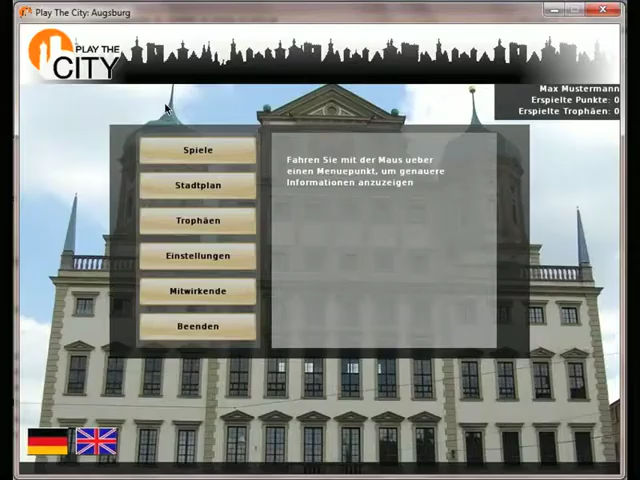 Play The City: Augsburg
PLAY THE
CITY
Max Mustermann
Erspielte Punkte: 0
Erspielte Trophäen: 0
Spiele
Stadtplan
Trophäen
Einstellungen
Mitwirkende
Beenden
Fahren Sie mit der Maus ueber
einen Menuepunkt, um genauere
Informationen anzuzeigen